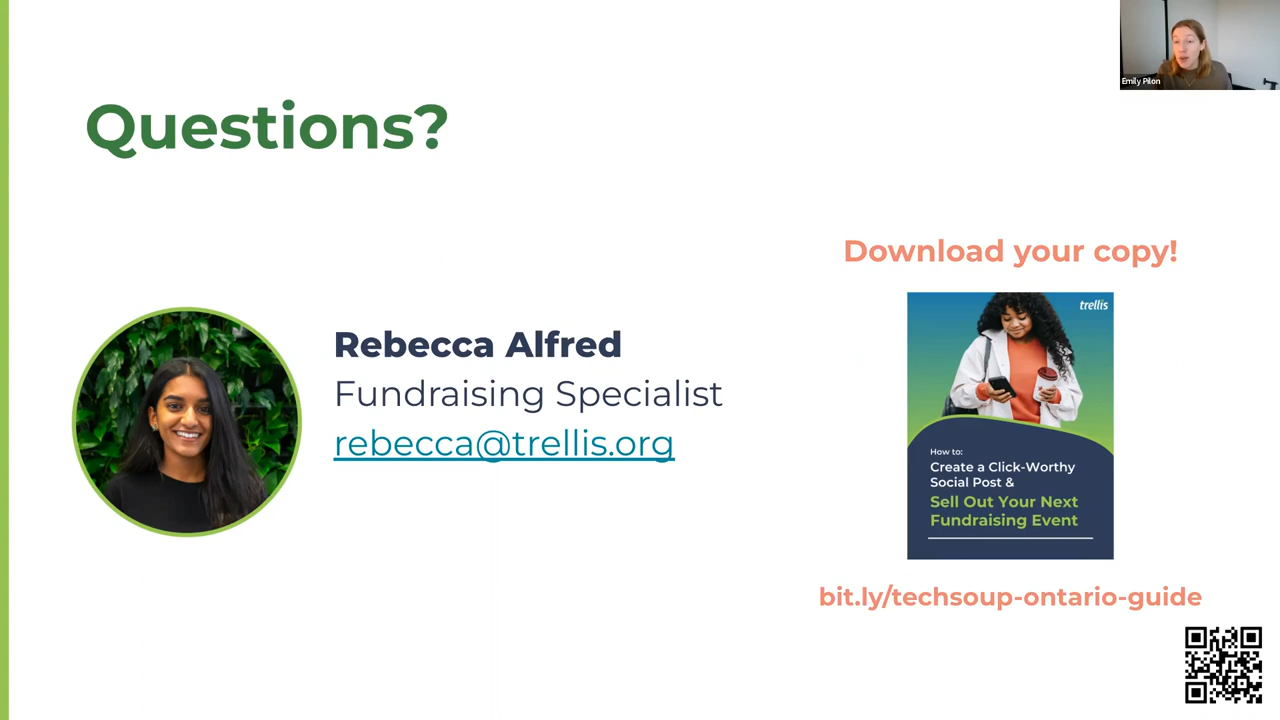 Emily Pilon
Questions?
Rebecca Alfred
Fundraising Specialist
rebecca@trellis.org
Download your copy!
trellis
How to:
Create a Click-Worthy
Social Post &
Sell Out Your Next
Fundraising Event
bit.ly/techsoup-ontario-guide